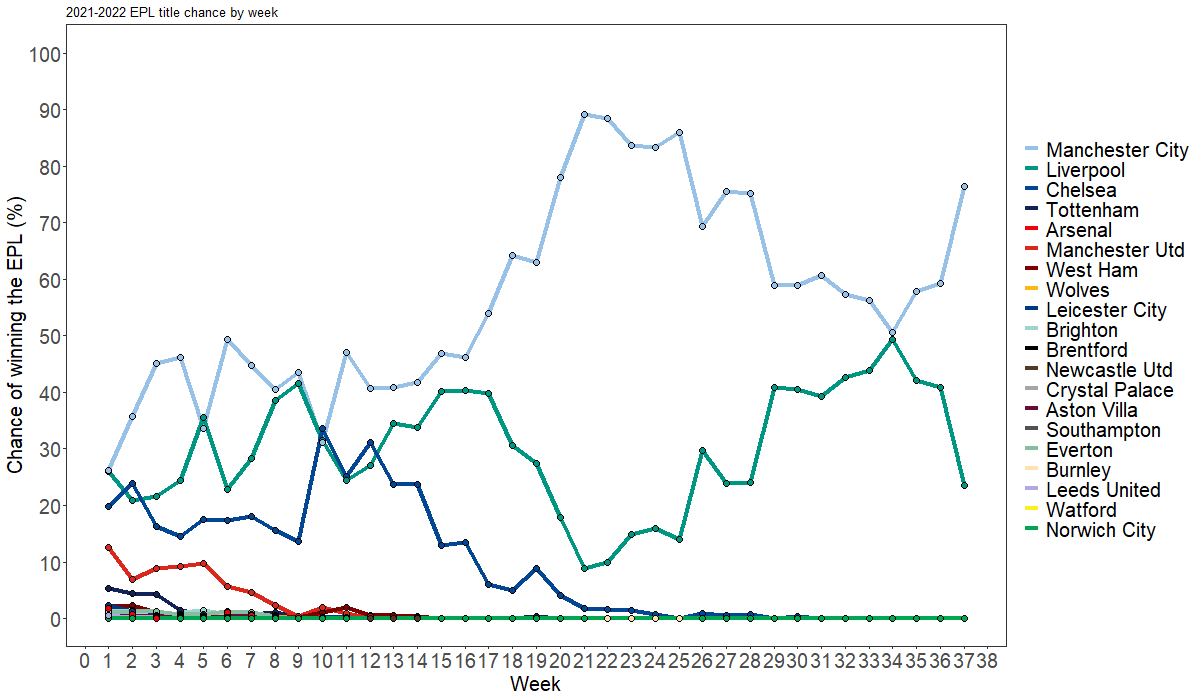 2021-2022 EPL title chance by week
Chance of winning the EPL (%)
100
90
80
70
60
50
40
30
20
10
0
0 1 2 3 4 5 6 7 8 9 10 11 12 13 14 15 16 17 18 19 20 21 22 23 24 25 26 27 28 29 30 31 32 33 34 35 36 37 38
Week
Manchester City
Liverpool
Chelsea
Tottenham
Arsenal
Manchester Utd
West Ham
Wolves
Leicester City
Brighton
Brentford
Newcastle Utd
Crystal Palace
Aston Villa
Southampton
Everton
Burnley
Leeds United
Watford
Norwich City